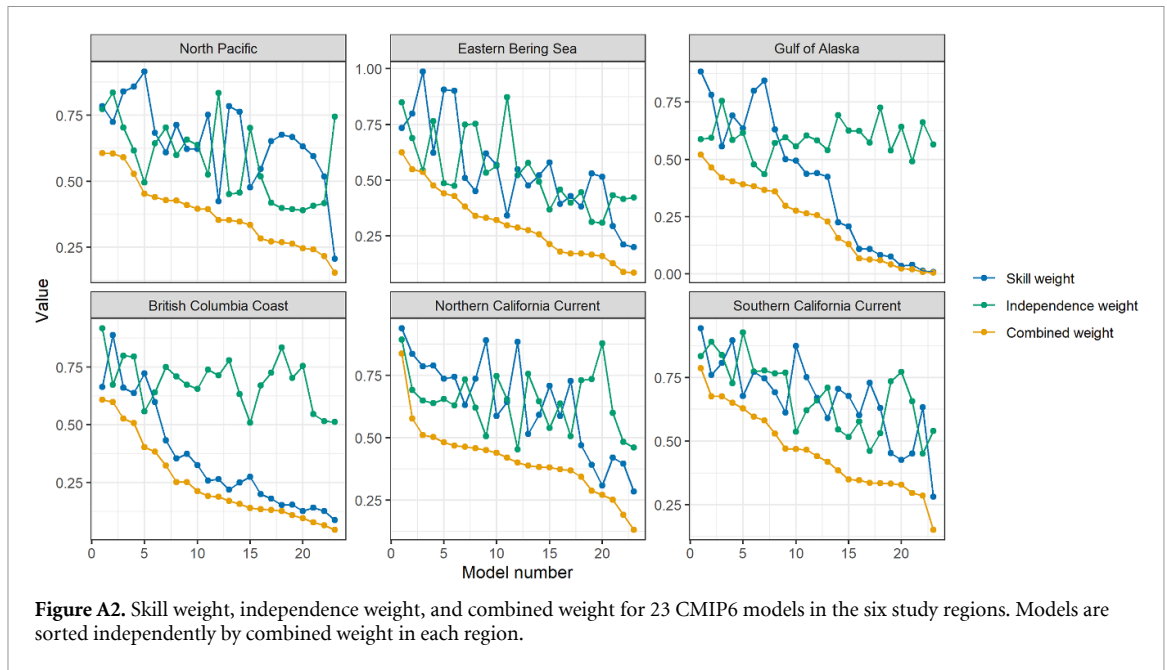 North Pacific
Eastern Bering Sea
Gulf of Alaska
1.00
0.75
0.50
0.25
0.75
0.50
0.25
0.75
0.50
0.25
0.00
Value
British Columbia Coast
Northern California Current
Southern California Current
0.75
0.50
0.25
0.75
0.50
0.25
0.75
0.50
0.25
0 5 10 15 20
0 5 10 15 20
0 5 10 15 20
Model number
Skill weight
Independence weight
Combined weight
Figure A2. Skill weight, independence weight, and combined weight for 23 CMIP6 models in the six study regions. Models are
sorted independently by combined weight in each region.